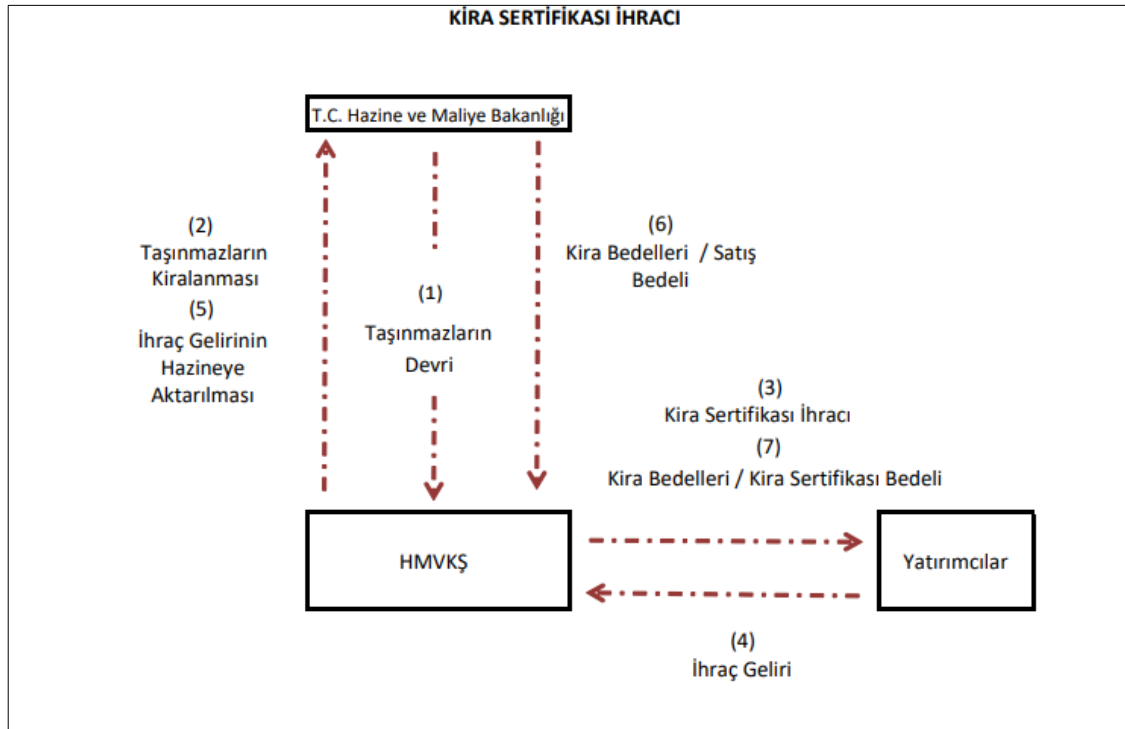 KİRA SERTİFİKASI İHRACI
T.C. Hazine ve Maliye Bakanlığı
(2)
Taşınmazların
Kiralanması
(5)
İhraç Gelirinin
Hazineye
Aktarılması
(1)
Taşınmazların
Devri
(6)
Kira Bedelleri / Satış
Bedeli
(3)
Kira Sertifikası İhracı
(7)
Kira Bedelleri / Kira Sertifikası Bedeli
HMVKŞ
Yatırımcılar
(4)
İhraç Geliri